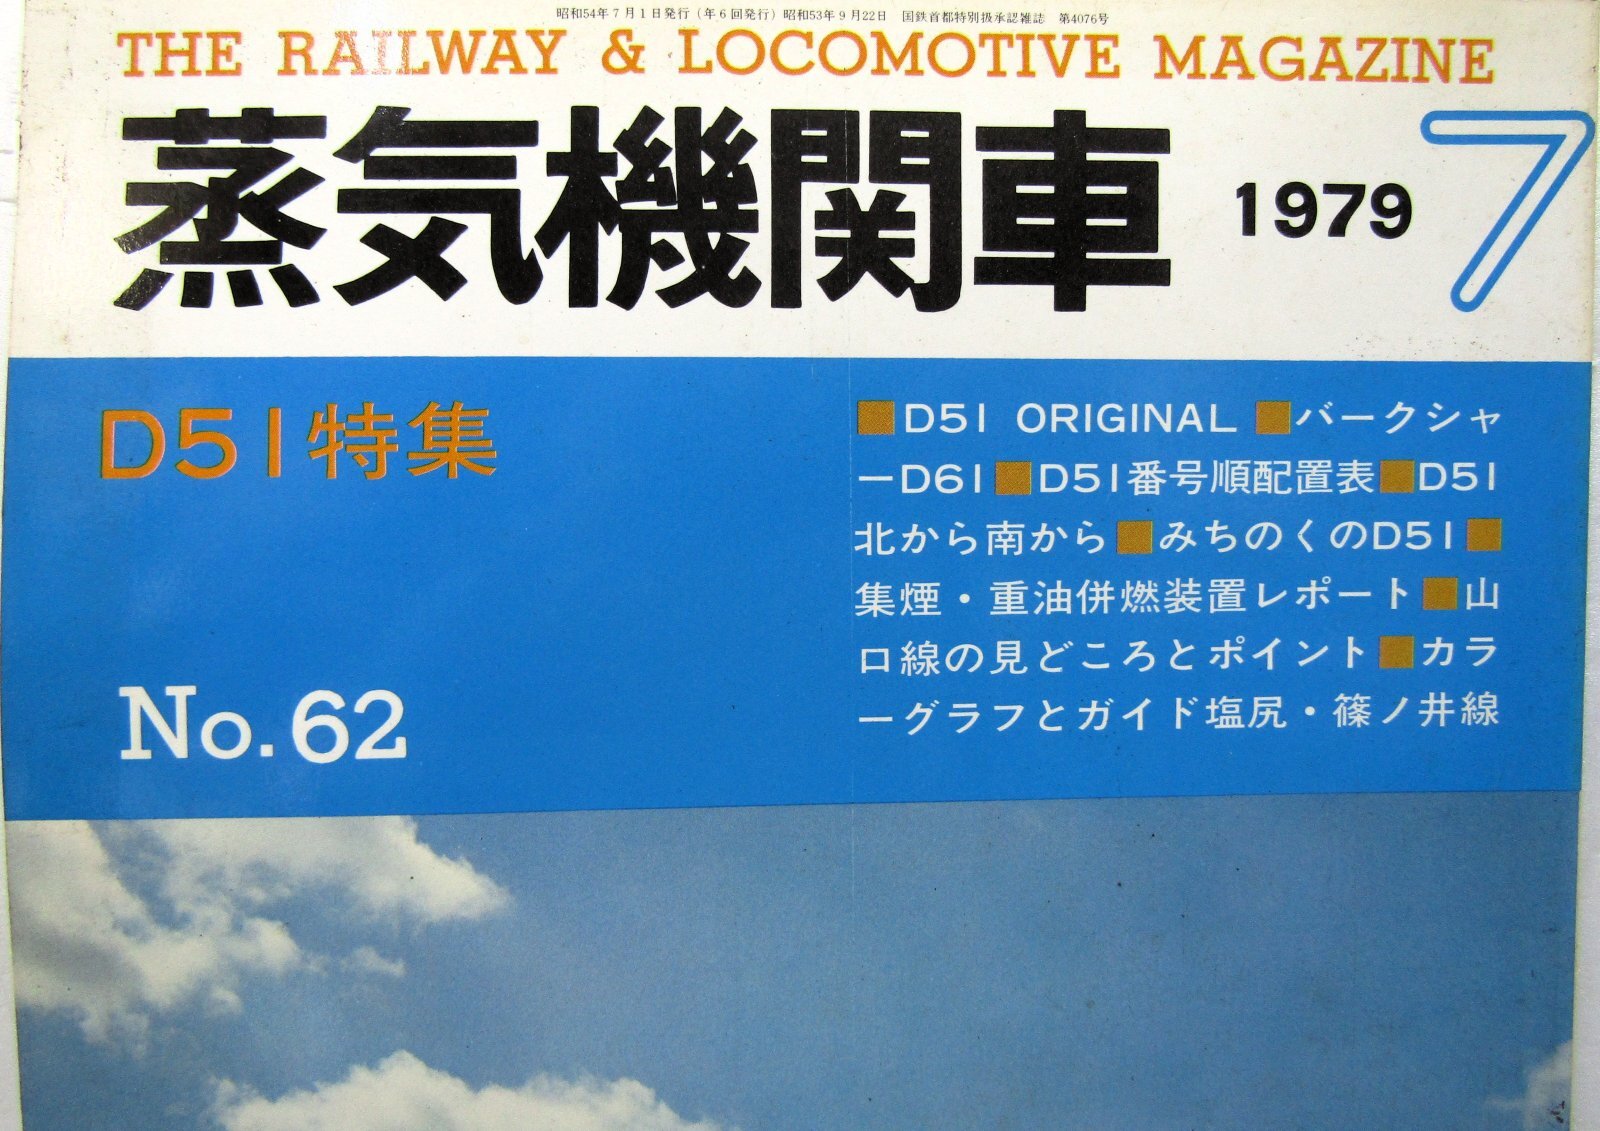 昭和54年7月1日発行（年6回発行）昭和53年9月22日　国鉄首都特別扱承認雑誌　第4076号
THE RAILWAY & LOCOMOTIVE MAGAZINE
蒸気機関車 1979 7
D51特集
No.62
■D51 ORIGINAL ■バークシャ
ーD61■D51番号順配置表■D51
北から南から■みちのくのD51■
集煙・重油併燃装置レポート■山
口線の見どころとポイント■カラ
ーグラフとガイド塩尻・篠ノ井線